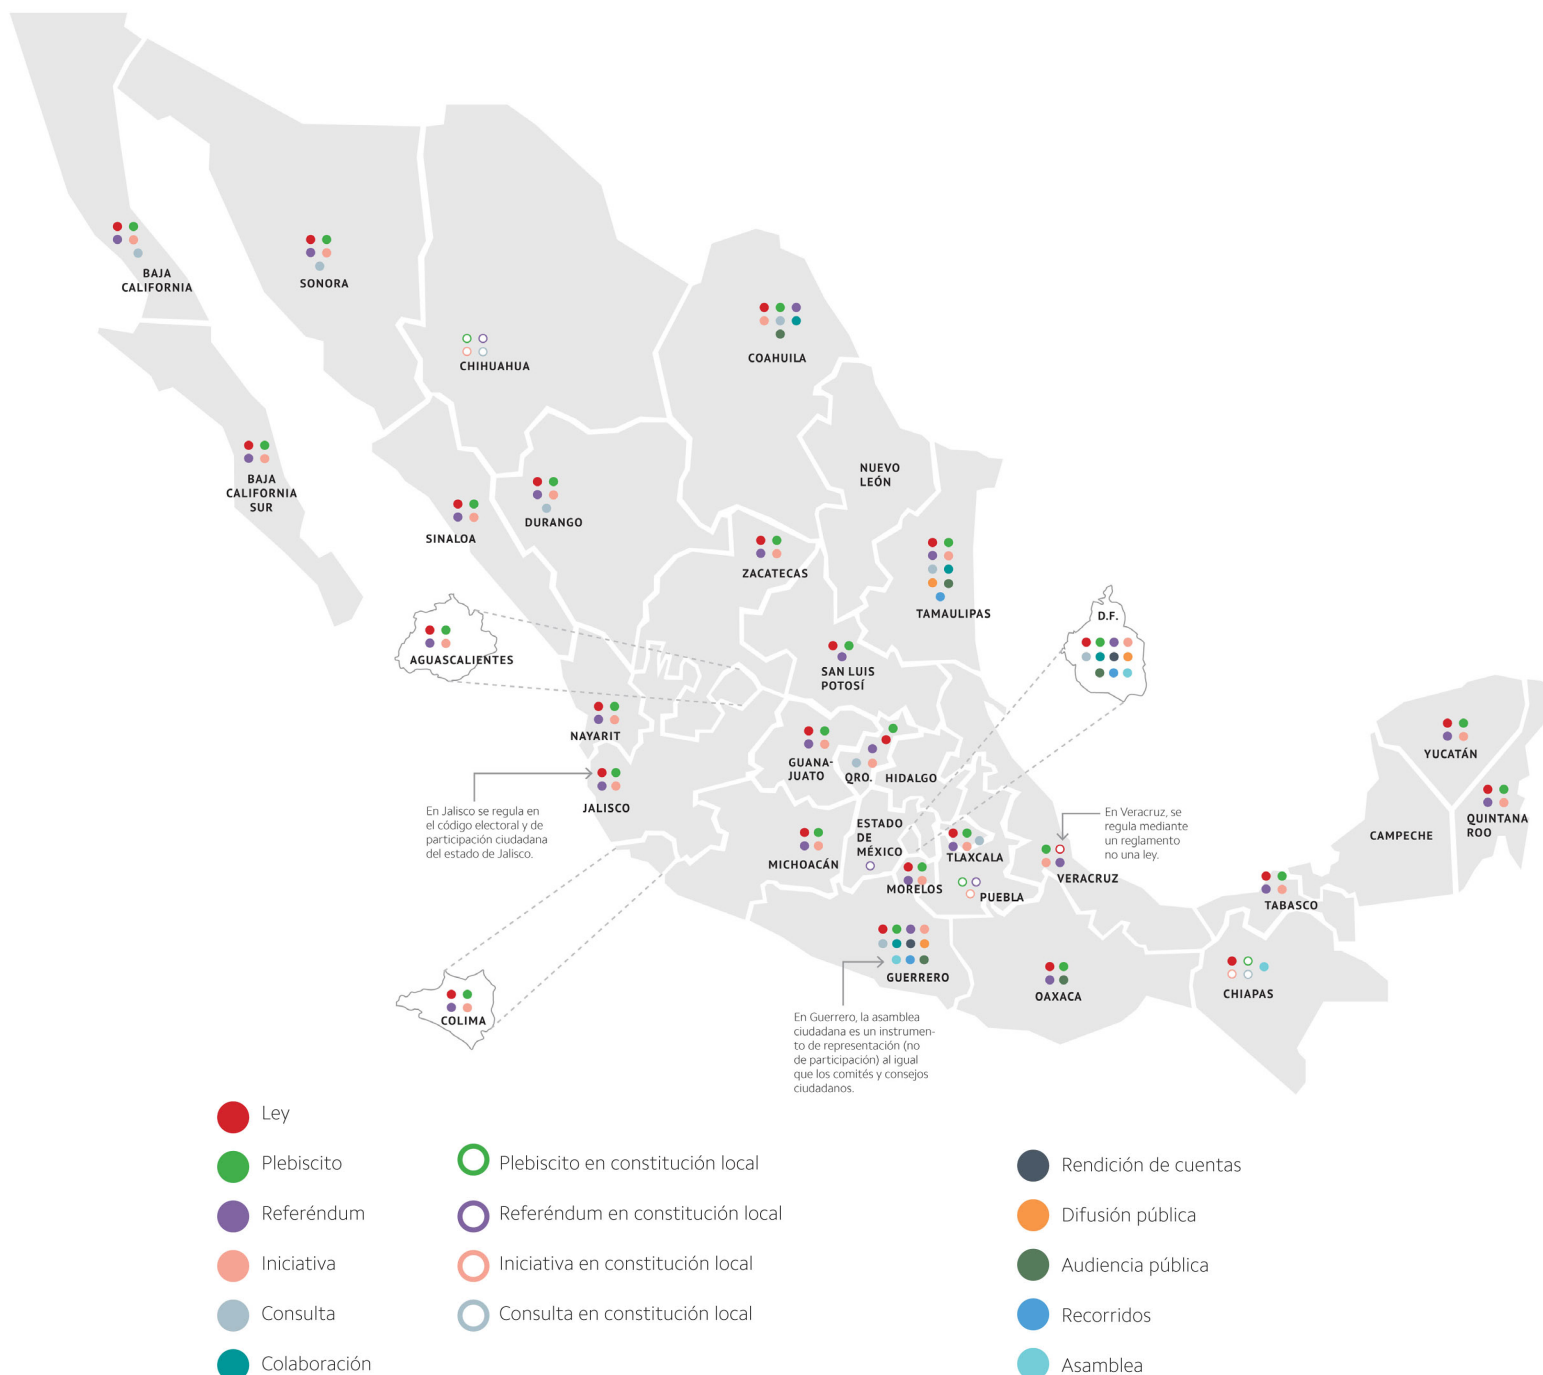 BAJA
CALIFORNIA
SONORA
CHIHUAHUA
COAHUILA
BAJA
CALIFORNIA
SUR
SINALOA
DURANGO
NUEVO
LEÓN
ZACATECAS
TAMAULIPAS
D.F.
AGUASCALIENTES
SAN LUIS
POTOSÍ
NAYARIT
GUANA-
JUATO
QRO.
HIDALGO
YUCATÁN
JALISCO
En Jalisco se regula en
el código electoral y de
participación ciudadana
del estado de Jalisco.
ESTADO
DE
MÉXICO
MICHOACÁN
TLAXCALA
MORELOS
PUEBLA
En Veracruz, se
regula mediante
un reglamento
no una ley.
VERACRUZ
CAMPECHE
QUINTANA
ROO
TABASCO
GUERRERO
OAXACA
CHIAPAS
COLIMA
En Guerrero, la asamblea
ciudadana es un instrumen-
to de representación (no
de participación) al igual
que los comités y consejos
ciudadanos.
Ley
Plebiscito
Referéndum
Iniciativa
Consulta
Colaboración
Plebiscito en constitución local
Referéndum en constitución local
Iniciativa en constitución local
Consulta en constitución local
Rendición de cuentas
Difusión pública
Audiencia pública
Recorridos
Asamblea